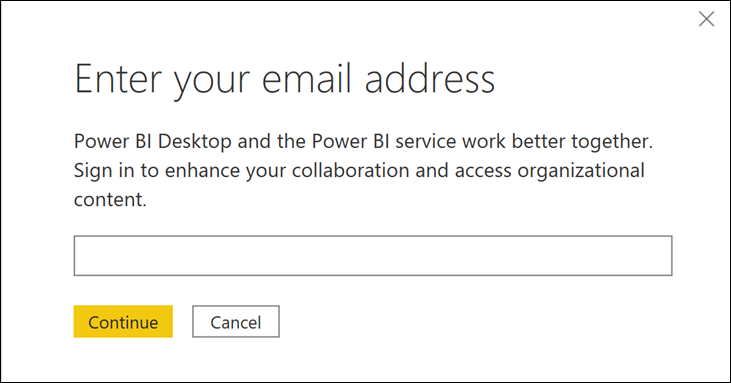 Enter your email address
Power BI Desktop and the Power BI service work better together.
Sign in to enhance your collaboration and access organizational
content.
Continue
Cancel